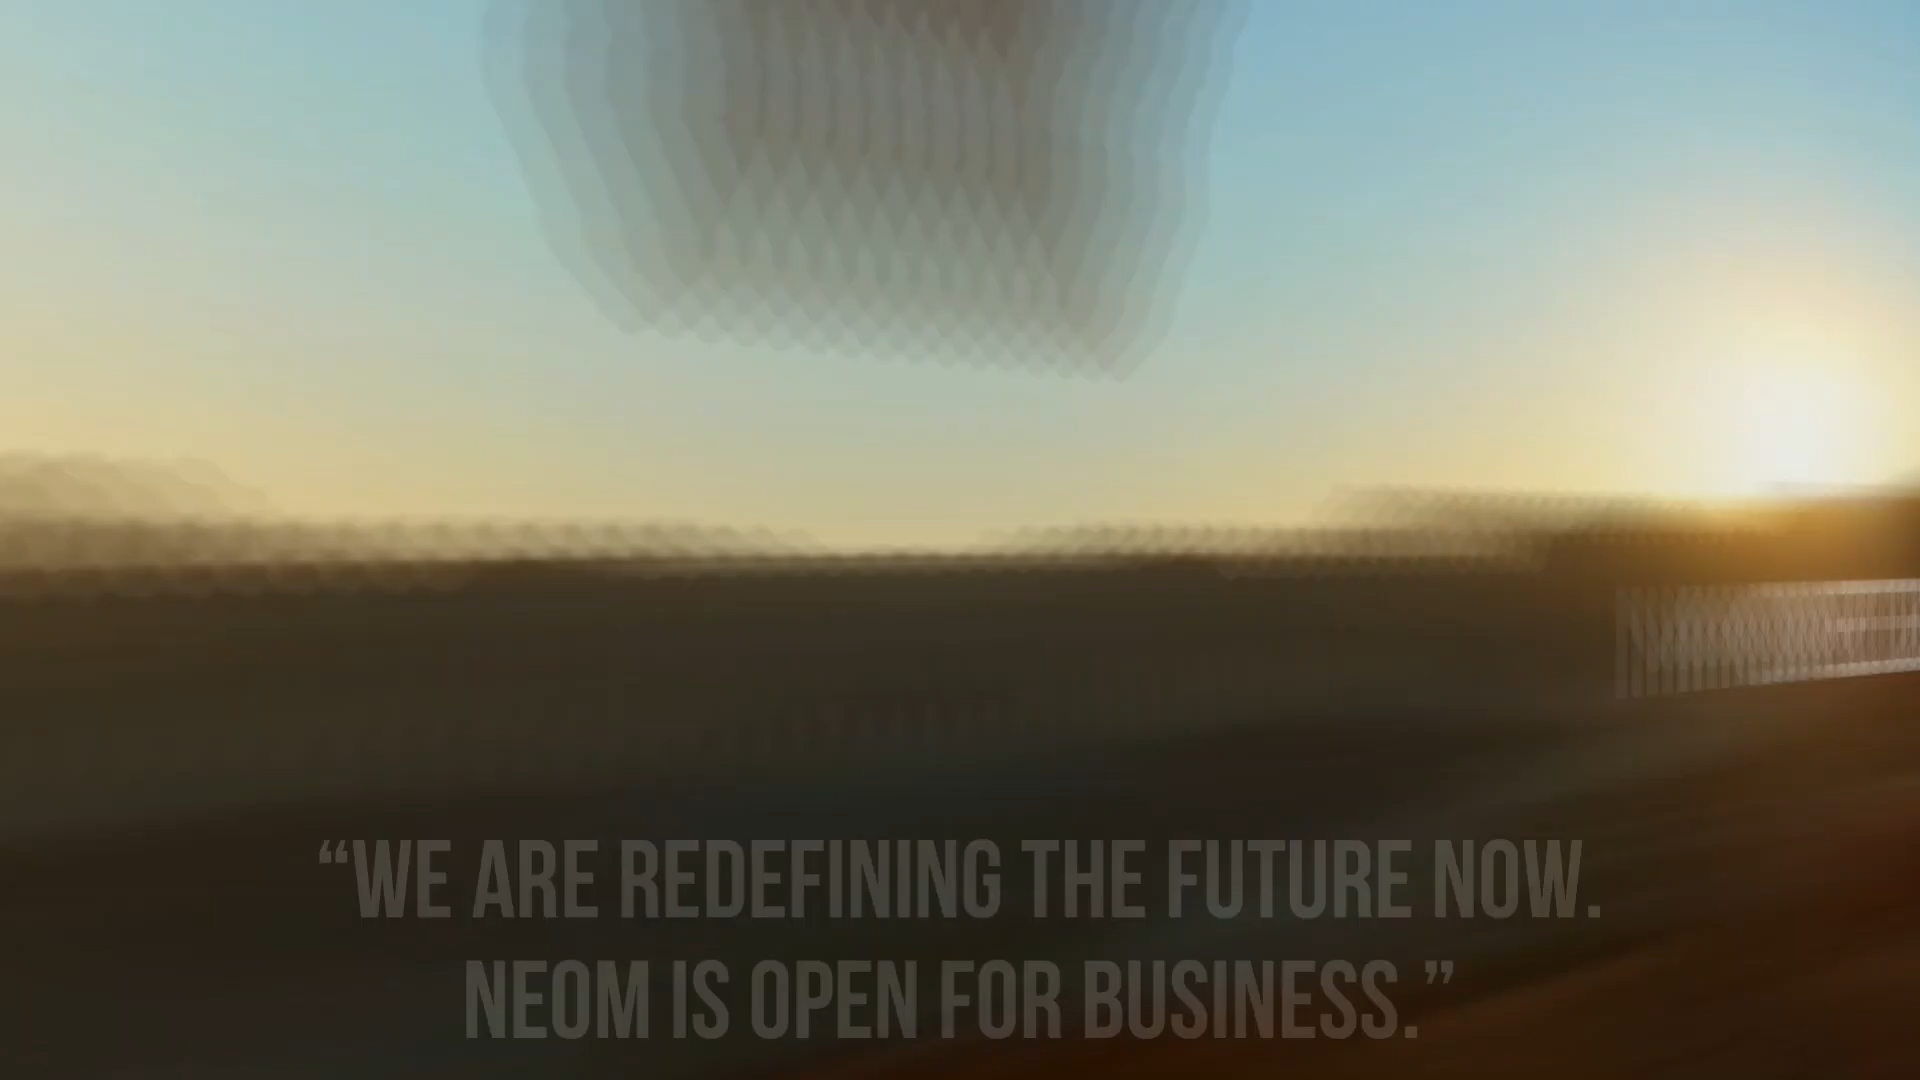 “WE ARE REDEFINING THE FUTURE NOW.
NEOM IS OPEN FOR BUSINESS.”